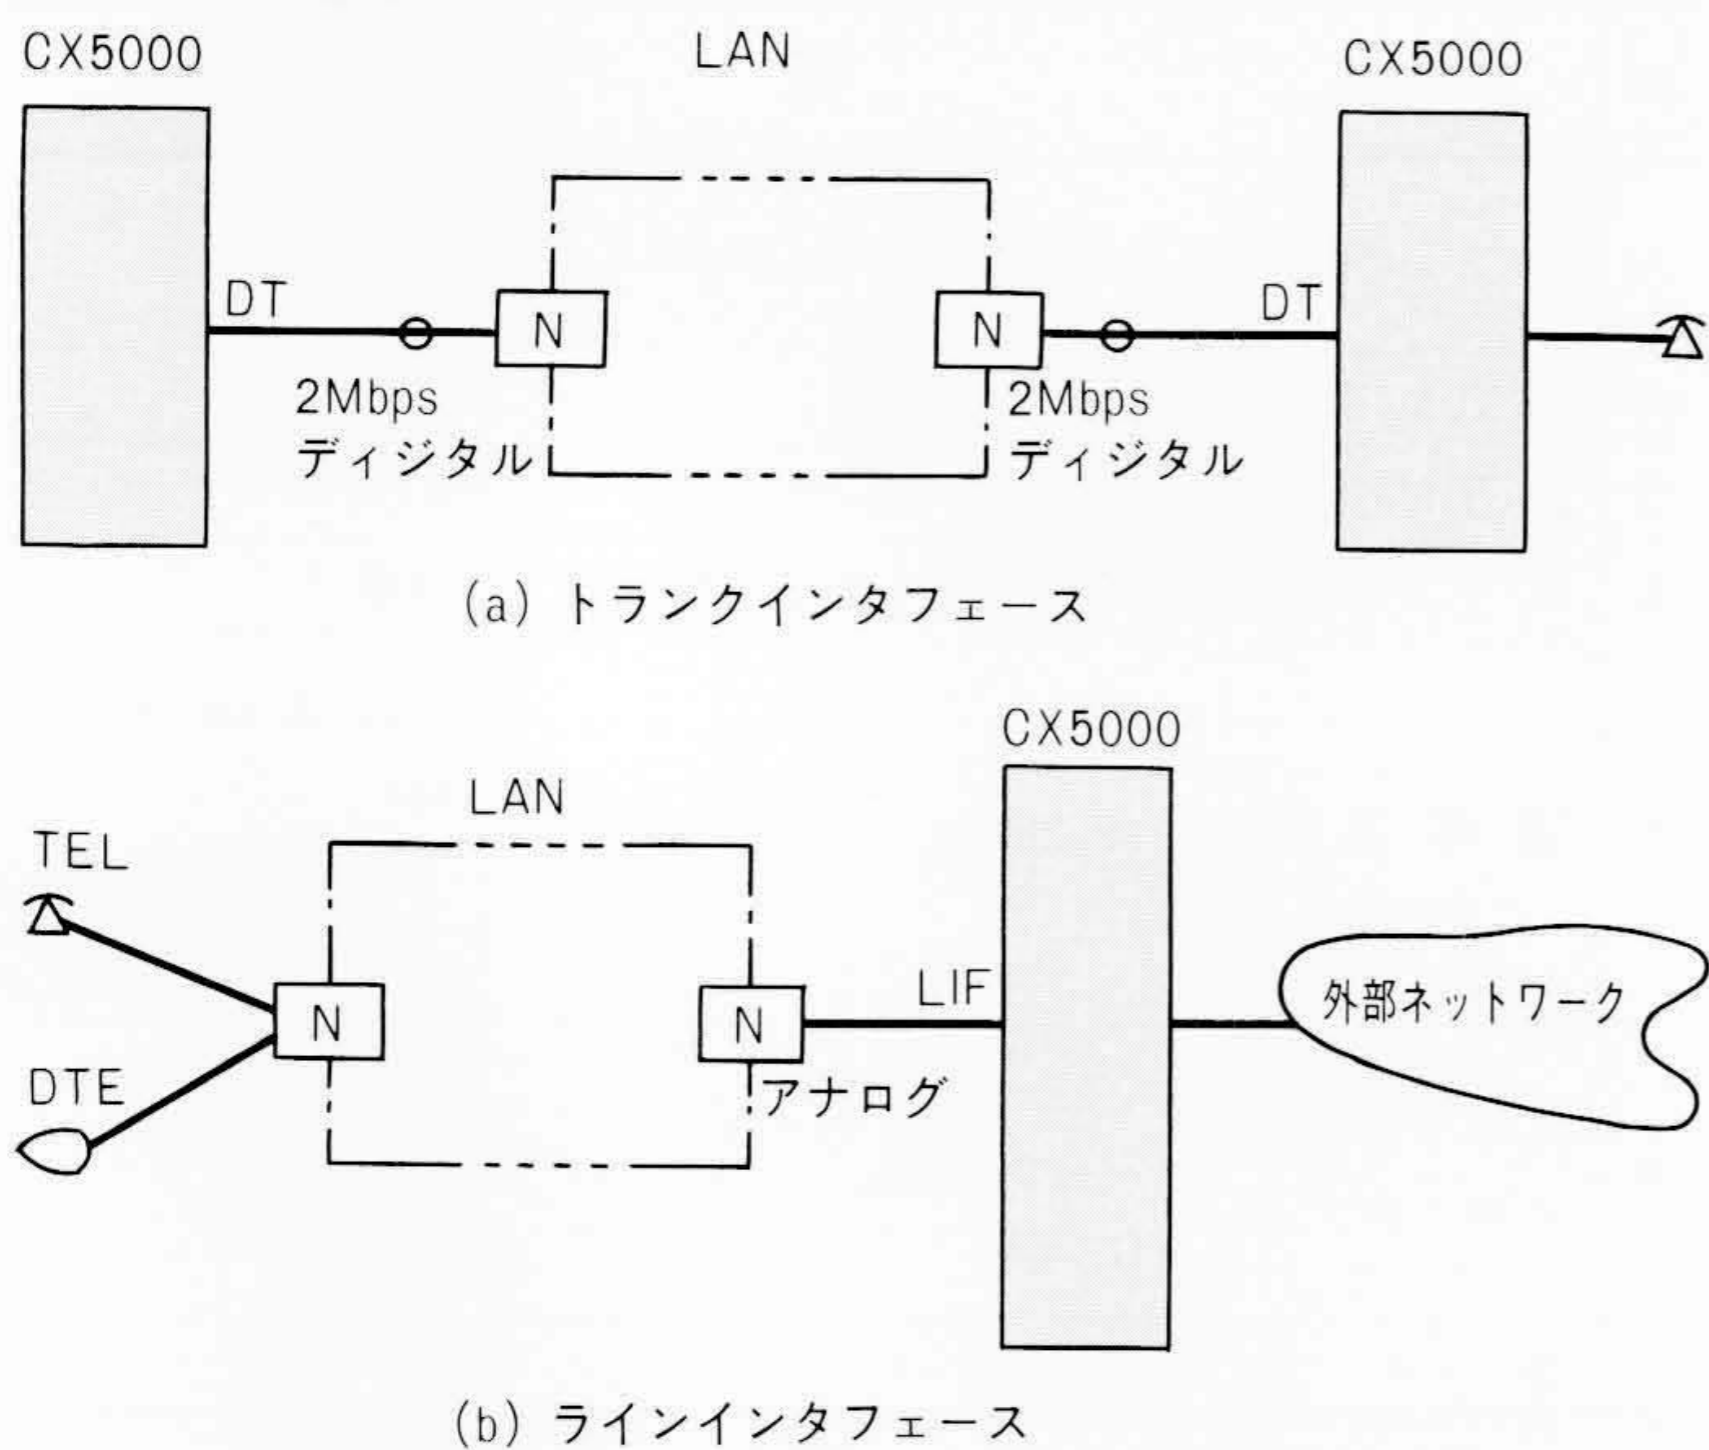 CX5000
LAN
CX5000
DT
N
N
DT
2Mbps
ディジタル
2Mbps
ディジタル
(a) トランクインタフェース
CX5000
LAN
TEL
LIF
外部ネットワーク
N
N
DTE
アナログ
(b) ラインインタフェース